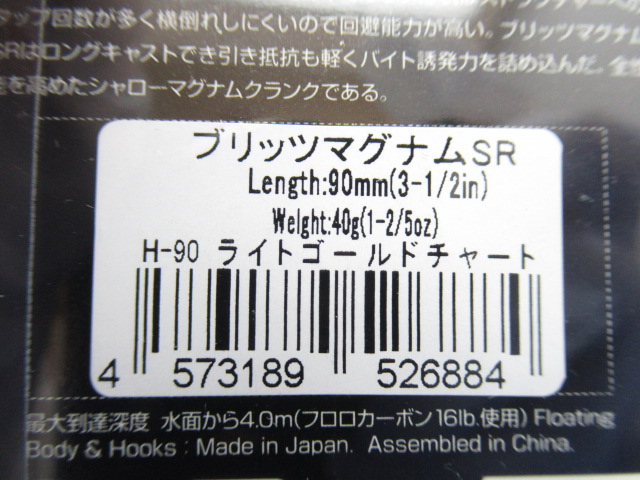 タップ回数が多く横倒れしにくいので回避能力が高い。ブリッツマグナム
SRはロングキャストでき引き抵抗も軽くバイト誘発力を詰め込んだ、全性
能を高めたシャローマグナムクランクである。
ブリッツマグナムSR
Length:90mm(3-1/2in)
Weight:40g(1-2/5oz)
H-90 ライトゴールドチャート
4 573189 526884
最大到達深度 水面から4.0m(フロロカーボン16lb.使用) Floating
Body & Hooks : Made in Japan. Assembled in China.